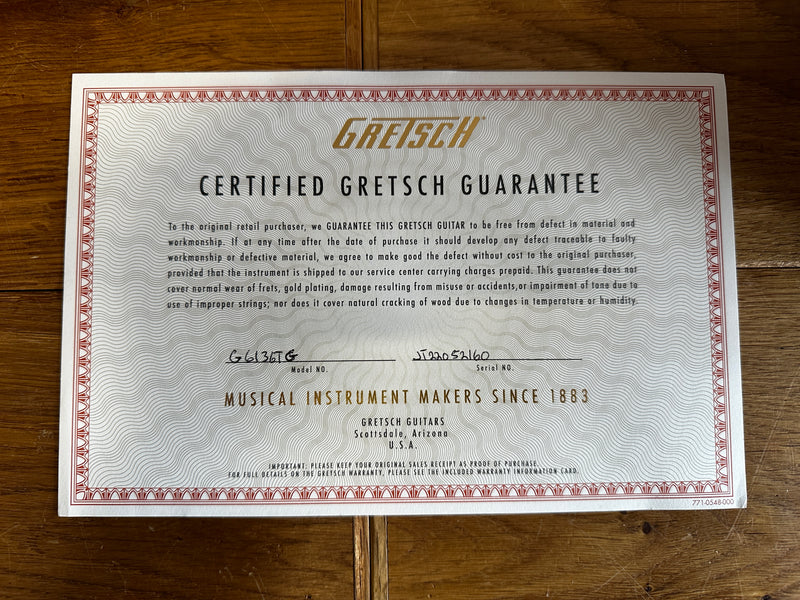 GRETSCH
CERTIFIED GRETSCH GUARANTEE
To the original retail purchaser, we GUARANTEE THIS GRETSCH GUITAR to be free from defect in material and
workmanship. If at any time after the date of purchase it should develop any defect traceable to faulty
workmanship or defective material, we agree to make good the defect without cost to the original purchaser,
provided that the instrument is shipped to our service center carrying charges prepaid. This guarantee does not
cover normal wear of frets, gold plating, damage resulting from misuse or accidents,or impairment of tone due to
use of improper strings; nor does it cover natural cracking of wood due to changes in temperature or humidity.
G6136TG JT22052160
Model NO. Serial NO.
MUSICAL INSTRUMENT MAKERS SINCE 1883
GRETSCH GUITARS
Scottsdale, Arizona
U.S.A.
IMPORTANT: PLEASE KEEP YOUR ORIGINAL SALES RECEIPT AS PROOF OF PURCHASE.
FOR FULL DETAILS ON THE GRETSCH WARRANTY, PLEASE SEE THE INCLUDED WARRANTY INFORMATION CARD.
771-0548-000